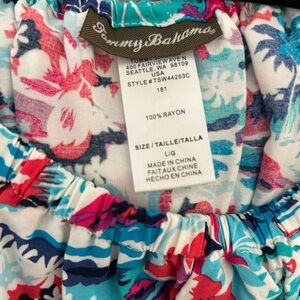 Tommy Bahama
TOMMY
400 FAIRVIEW AVE N
SEATTLE, WA 98109
USA
STYLE# TSW44253C
181
100% RAYON
SIZE/TAILLE/TALLA
L/G
MADE IN CHINA
FAIT AUX CHINE
HECHO EN CHINA